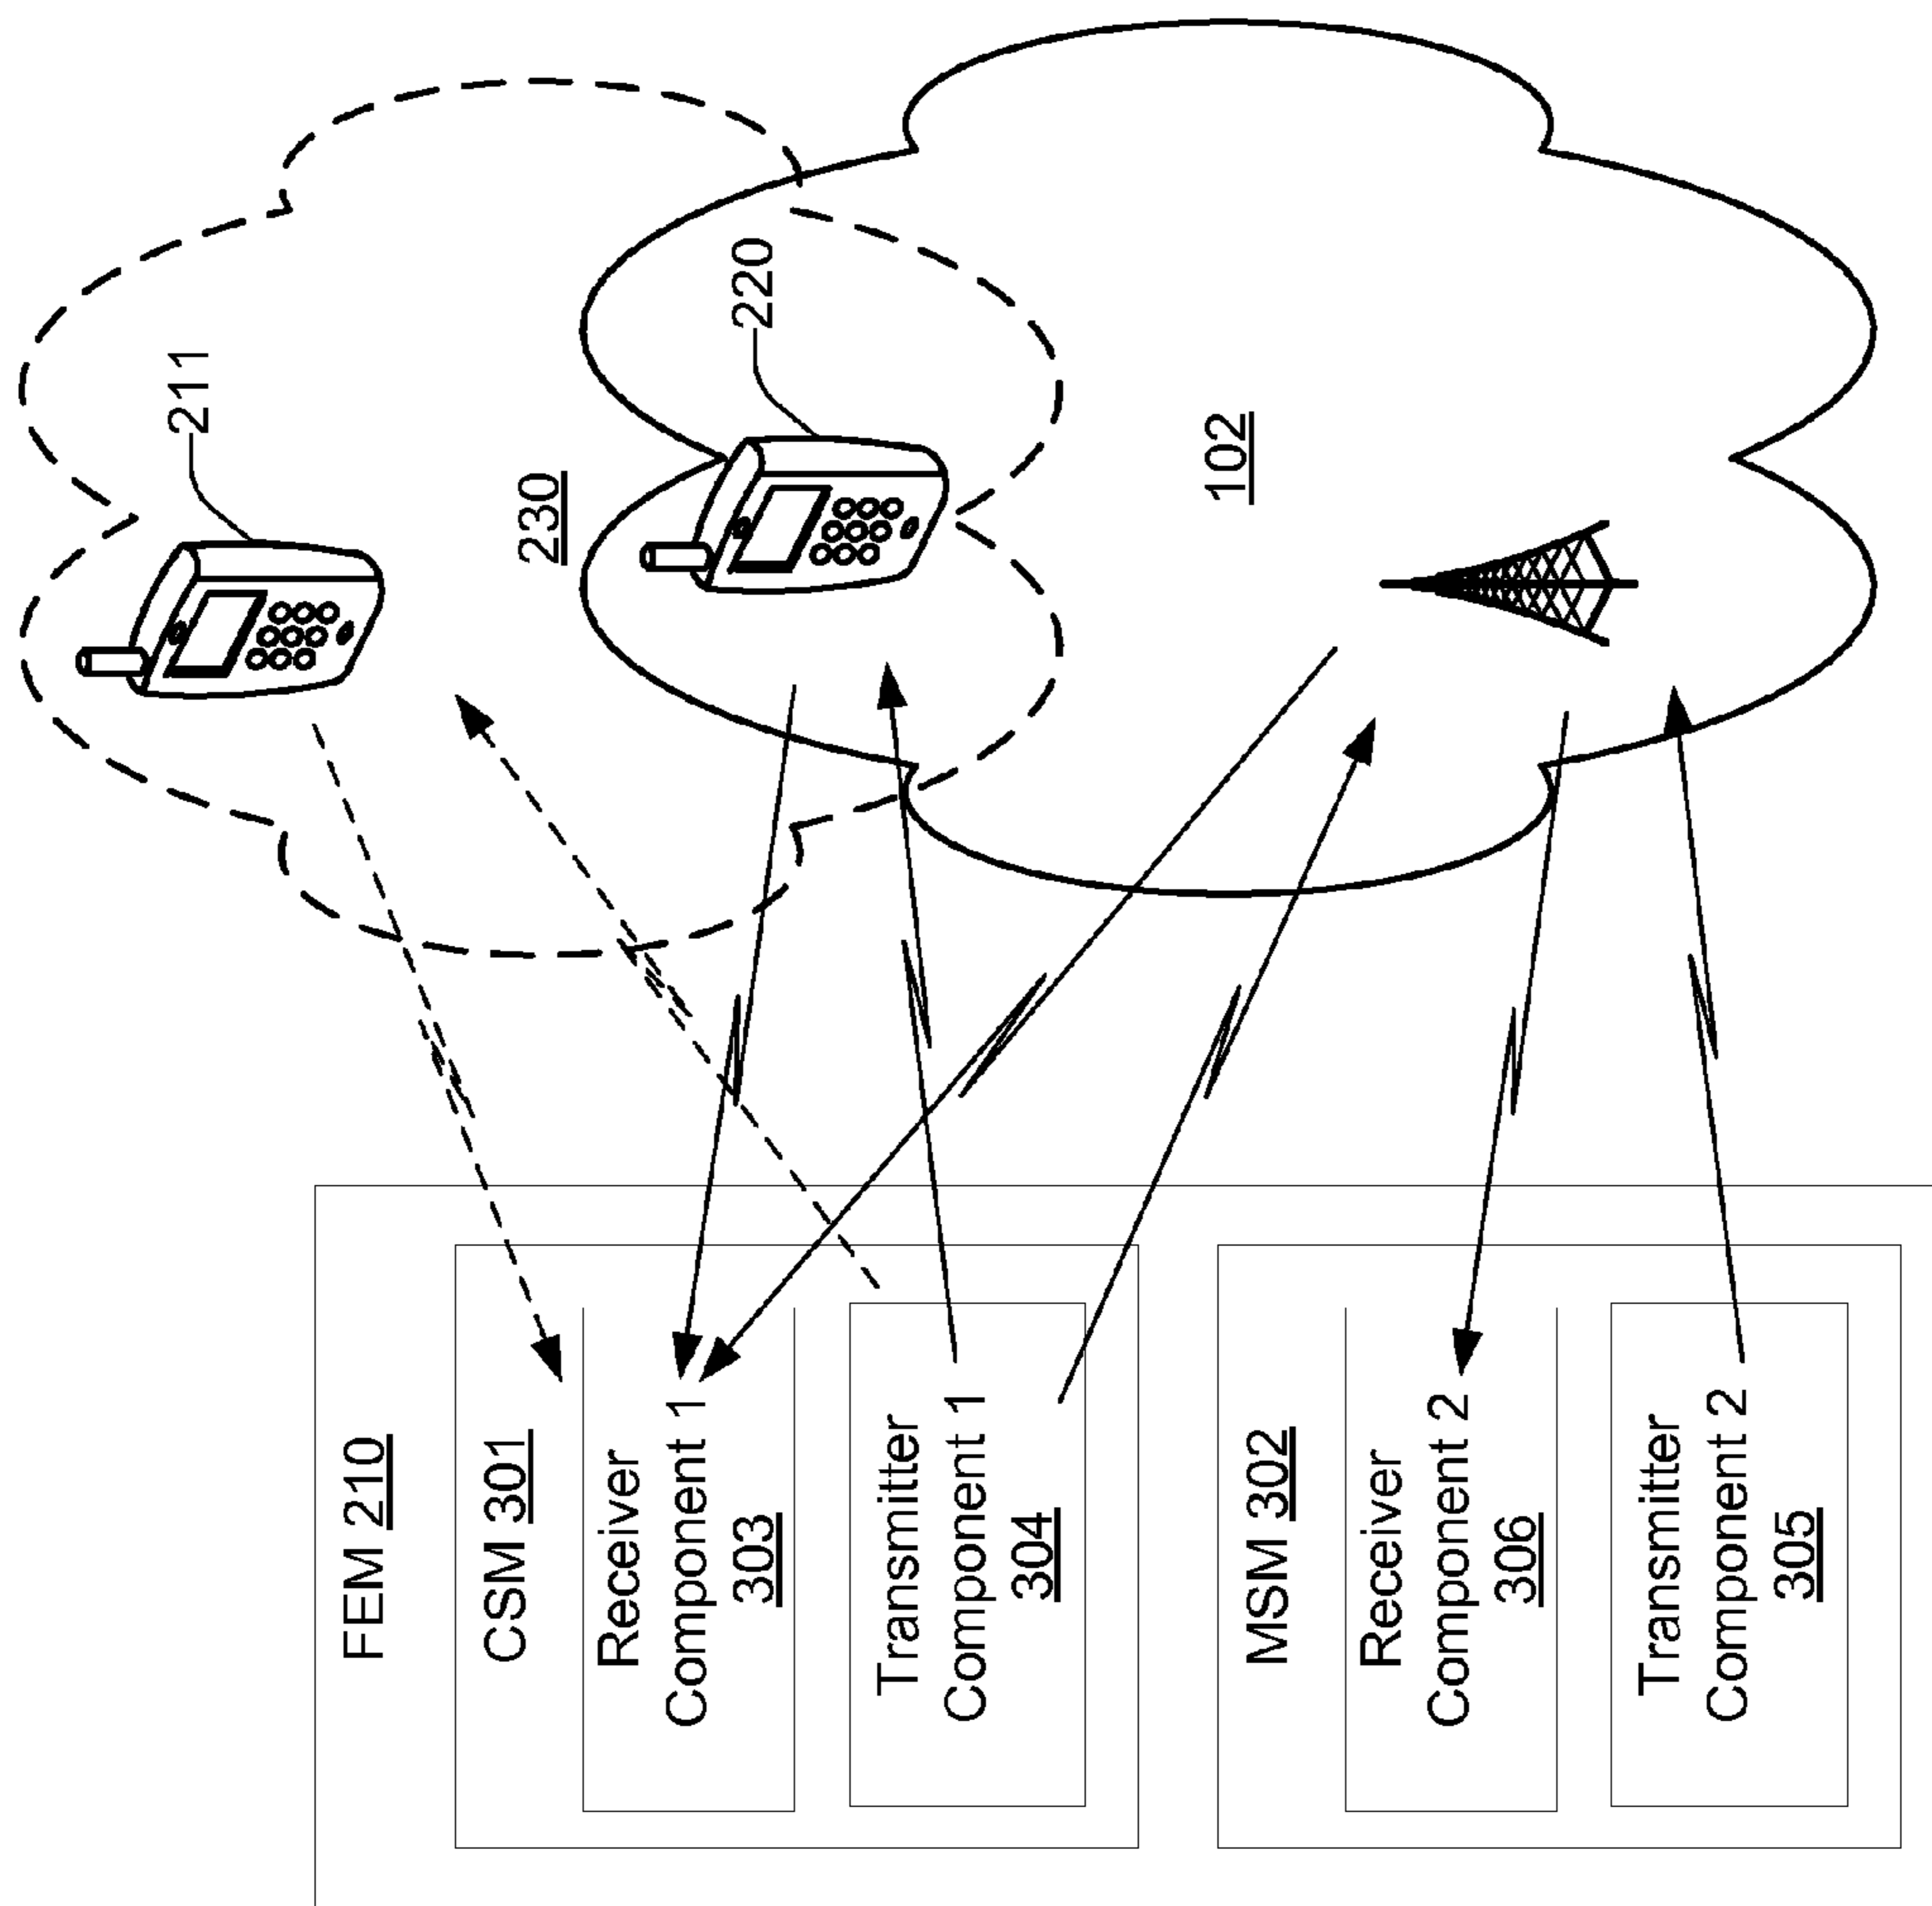 FEM 210
CSM 301
Receiver
Component 1
303
Transmitter
Component 1
304
MSM 302
Receiver
Component 2
306
Transmitter
Component 2
305
211
230
220
102